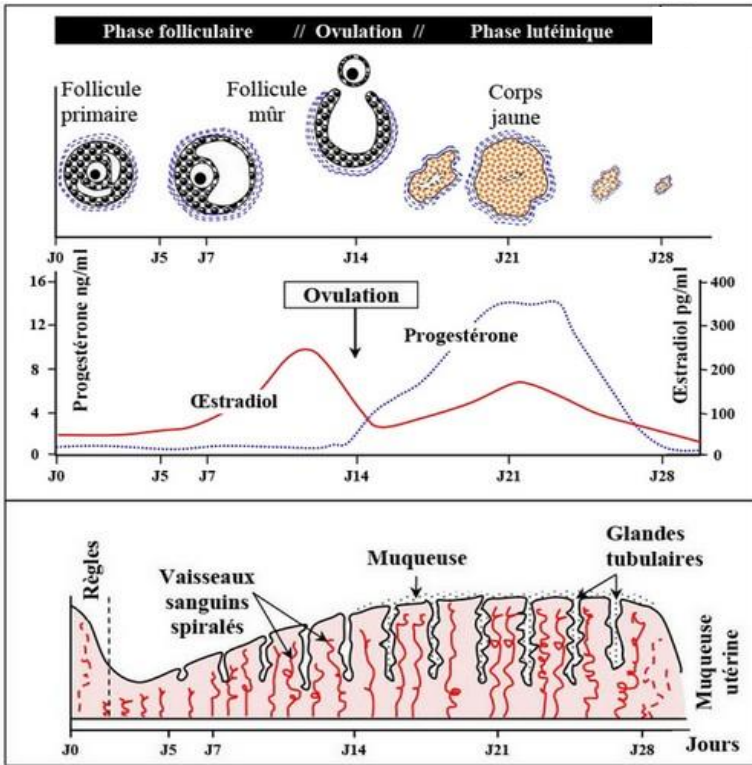 Phase folliculaire // Ovulation // Phase lutéinique
Follicule
primaire
Follicule
mûr
Corps
jaune
J0 J5 J7 J14 J21 J28
Progestérone ng/ml
16
12
8
4
0
Ovulation
Œstradiol
Progestérone
Œstradiol pg/ml
400
300
200
100
0
J0 J5 J7 J14 J21 J28
Règles
Vaisseaux
sanguins
spiralés
Muqueuse
Glandes
tubulaires
Muqueuse
utérine
J0 J5 J7 J14 J21 J28 Jours